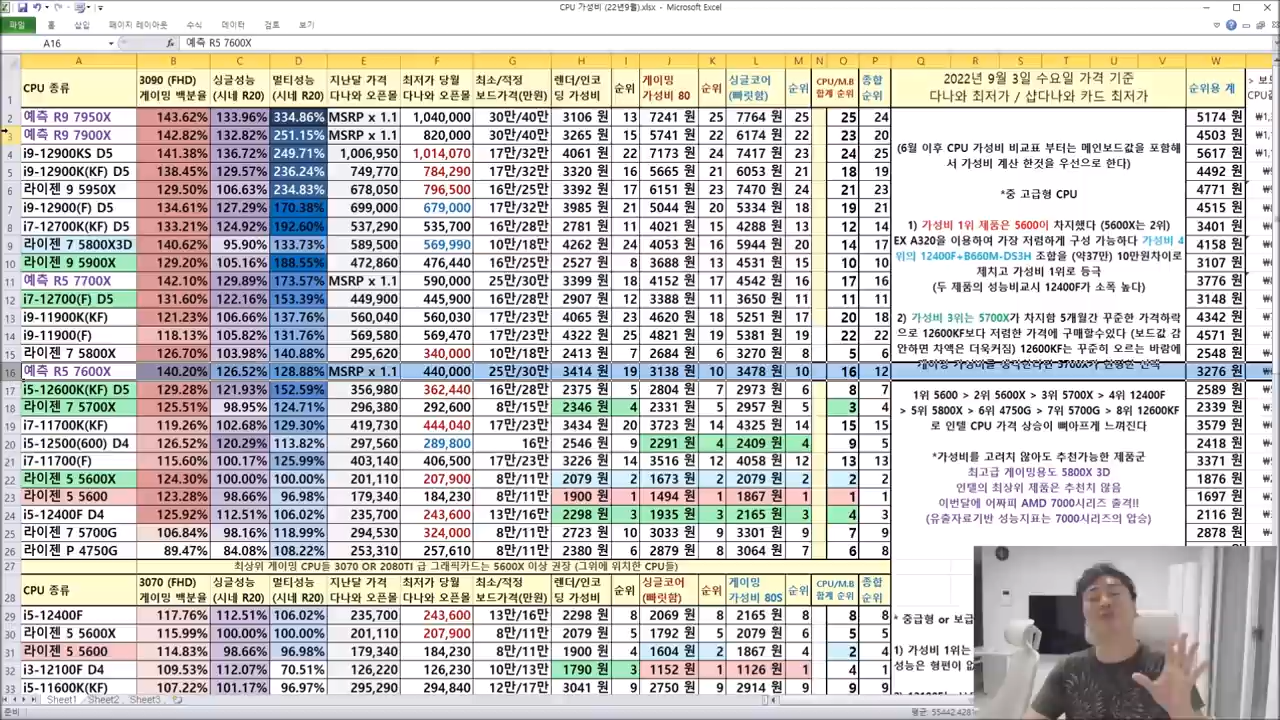 CPU 가성비 (22년9월).xlsx - Microsoft Excel
파일 홈 삽입 페이지 레이아웃 수식 데이터 검토 보기
A16 fx 예측 R5 7600X
A B C D E F G H I J K L M N O P Q R S T U V W
1 CPU 종류 3090 (FHD) 게이밍 백분율 싱글성능 (시네 R20) 멀티성능 (시네 R20) 지난달 가격 다나와 오픈몰 최저가 당월 다나와 오픈몰 최소/적정 보드가격(만원) 렌더/인코딩 가성비 순위 게이밍 가성비 80 순위 싱글코어 (빠릿함) 순위 CPU/M.B 합계 순위 종합 순위 2022년 9월 3일 수요일 가격 기준 다나와 최저가 / 샵다나와 카드 최저가 순위용 계
2 예측 R9 7950X 143.62% 133.96% 334.86% MSRP x 1.1 1,040,000 30만/40만 3106 원 13 7241 원 25 7764 원 25 25 24 5174 원
3 예측 R9 7900X 142.82% 132.82% 251.15% MSRP x 1.1 820,000 30만/40만 3265 원 15 5741 원 22 6174 원 22 23 20 4503 원
4 i9-12900KS D5 141.38% 136.72% 249.71% 1,006,950 1,014,070 17만/32만 4061 원 22 7173 원 24 7417 원 23 24 25 5617 원
5 i9-12900K(KF) D5 138.45% 129.57% 236.24% 749,770 784,290 17만/32만 3320 원 16 5665 원 21 6053 원 21 18 19 4492 원
6 라이젠 9 5950X 129.50% 106.63% 234.83% 678,050 796,500 16만/25만 3392 원 17 6151 원 23 7470 원 24 21 23 4771 원
7 i9-12900(F) D5 134.61% 127.29% 170.38% 699,000 679,000 17만/32만 3985 원 21 5044 원 20 5334 원 18 19 21 4515 원
8 i7-12700K(KF) D5 133.21% 124.92% 192.60% 537,290 535,700 16만/28만 2781 원 11 4021 원 15 4288 원 13 12 14 3401 원
9 라이젠 7 5800X3D 140.62% 95.90% 133.73% 589,500 569,990 10만/18만 4262 원 24 4053 원 16 5944 원 20 14 17 4158 원
10 라이젠 9 5900X 129.20% 105.16% 188.55% 472,860 476,440 16만/25만 2527 원 8 3688 원 13 4531 원 15 10 10 3107 원
11 예측 R5 7700X 142.10% 129.89% 173.57% MSRP x 1.1 590,000 25만/30만 3399 원 18 4152 원 17 4542 원 16 17 16 3776 원
12 i7-12700(F) D5 131.60% 122.16% 153.39% 449,900 445,900 16만/28만 2907 원 12 3388 원 11 3650 원 11 11 11 3148 원
13 i9-11900K(KF) 121.23% 106.66% 137.76% 560,040 560,030 17만/24만 4065 원 23 4620 원 18 5251 원 17 20 18 4342 원
14 i9-11900(F) 118.13% 105.82% 131.76% 569,580 569,470 17만/23만 4322 원 25 4821 원 19 5381 원 19 22 22 4571 원
15 라이젠 7 5800X 126.70% 103.98% 140.88% 295,620 340,000 10만/18만 2413 원 7 2684 원 6 3270 원 8 5 6 2548 원
16 예측 R5 7600X 140.20% 126.52% 128.88% MSRP x 1.1 440,000 25만/30만 3414 원 19 3138 원 10 3478 원 10 16 12 3276 원
17 i5-12600K(KF) D5 129.28% 121.93% 152.59% 356,980 362,440 16만/28만 2375 원 5 2804 원 7 2973 원 6 8 7 2589 원
18 라이젠 7 5700X 125.51% 98.95% 124.71% 296,380 292,600 8만/15만 2346 원 4 2331 원 5 2957 원 5 3 4 2339 원
19 i7-11700K(KF) 119.26% 102.68% 129.30% 419,730 444,040 17만/23만 3434 원 20 3723 원 14 4325 원 14 15 15 3579 원
20 i5-12500(600) D4 126.52% 120.29% 113.82% 297,580 289,800 16만 2546 원 9 2291 원 4 2409 원 4 9 5 2418 원
21 i7-11700(F) 115.60% 100.17% 125.99% 403,140 406,500 17만/23만 3226 원 14 3516 원 12 4058 원 12 13 13 3371 원
22 라이젠 5 5600X 124.30% 100.00% 100.00% 201,110 207,900 8만/11만 2079 원 2 1673 원 2 2079 원 2 2 2 1876 원
23 라이젠 5 5600 123.28% 98.66% 96.98% 179,340 184,230 8만/11만 1900 원 1 1494 원 1 1867 원 1 1 1 1697 원
24 i5-12400F D4 125.92% 112.51% 106.02% 235,700 243,600 13만/16만 2298 원 3 1935 원 3 2165 원 3 4 3 2116 원
25 라이젠 7 5700G 106.84% 98.16% 118.99% 294,530 324,000 8만/11만 2723 원 10 3033 원 9 3301 원 9 7 9 2878 원
26 라이젠 P 4750G 89.47% 84.08% 108.22% 253,310 257,610 8만/11만 2380 원 6 2879 원 8 3064 원 7 6 8
27 최상위 게이밍 CPU들 3070 OR 2080TI 급 그래픽카드는 5600X 이상 권장 (그위에 위치한 CPU들)
28 3070 (FHD) 게이밍 백분율 싱글성능 (시네 R20) 멀티성능 (시네 R20) 지난달 가격 다나와 오픈몰 최저가 당월 다나와 오픈몰 최소/적정 보드가격(만원) 렌더/인코딩 가성비 순위 싱글코어 (빠릿함) 순위 게이밍 가성비 80S 순위 CPU/M.B 합계 순위 종합 순위
29 i5-12400F 117.76% 112.51% 106.02% 235,700 243,600 13만/16만 2298 원 8 2069 원 8 2165 원 8 8 8
30 라이젠 5 5600X 115.99% 100.00% 100.00% 201,110 207,900 8만/11만 2079 원 5 1792 원 5 2079 원 6 5 5
31 라이젠 5 5600 114.83% 98.66% 96.98% 179,340 184,230 8만/11만 1900 원 4 1604 원 2 1867 원 4 2 4
32 i3-12100F D4 109.53% 112.07% 70.51% 126,220 126,230 10만/13만 1790 원 3 1152 원 1 1126 원 1 4 1
33 i5-11600K(KF) 107.22% 101.17% 96.97% 295,290 294,840 12만/17만 3041 원 9 2750 원 9 2914 원 9 9 9
(6월 이후 CPU 가성비 비교표 부터는 메인보드값을 포함해
서 가성비 계산 한것을 우선으로 한다)
*중 고급형 CPU
1) 가성비 1위 제품은 5600이 차지했다 (5600X는 2위)
EX A320을 이용하여 가장 저렴하게 구성 가능하다 가성비 4
위의 12400F+B660M-DS3H 조합을 (약37만) 10만원차이로
제치고 가성비 1위로 등극
(두 제품의 성능비교시 12400F가 소폭 높다)
2) 가성비 3위는 5700X가 차지함 5개월간 꾸준한 가격하락
으로 12600KF보다 저렴한 가격에 구매할수있다 (보드값 감
안하면 차액은 더욱커짐) 12600KF는 꾸준히 오르는 바람에
1위 5600 > 2위 5600X > 3위 5700X > 4위 12400F
> 5위 5800X > 6위 4750G > 7위 5700G > 8위 12600KF
로 인텔 CPU 가격 상승이 뼈아프게 느껴진다
*가성비를 고려치 않아도 추천가능한 제품군
최고급 게이밍용도 5800X 3D
인텔의 최상위 제품은 추천치 않음
이번달에 어짜피 AMD 7000시리즈 출격!!
(유출자료기반 성능지표는 7000시리즈의 압승)
* 중급형 or 보급
1) 가성비 1위는
성능은 형편이 없
Sheet1 Sheet2 Sheet3
준비